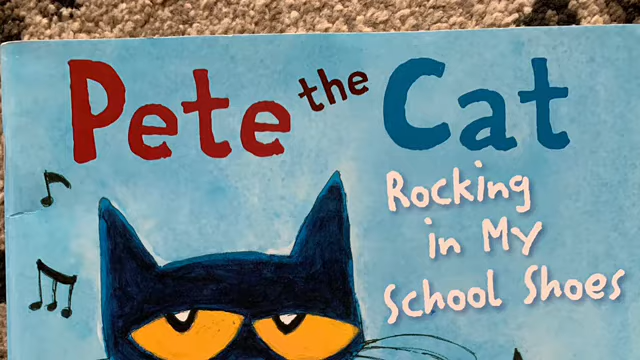 Pete the Cat
Rocking
in My
School Shoes